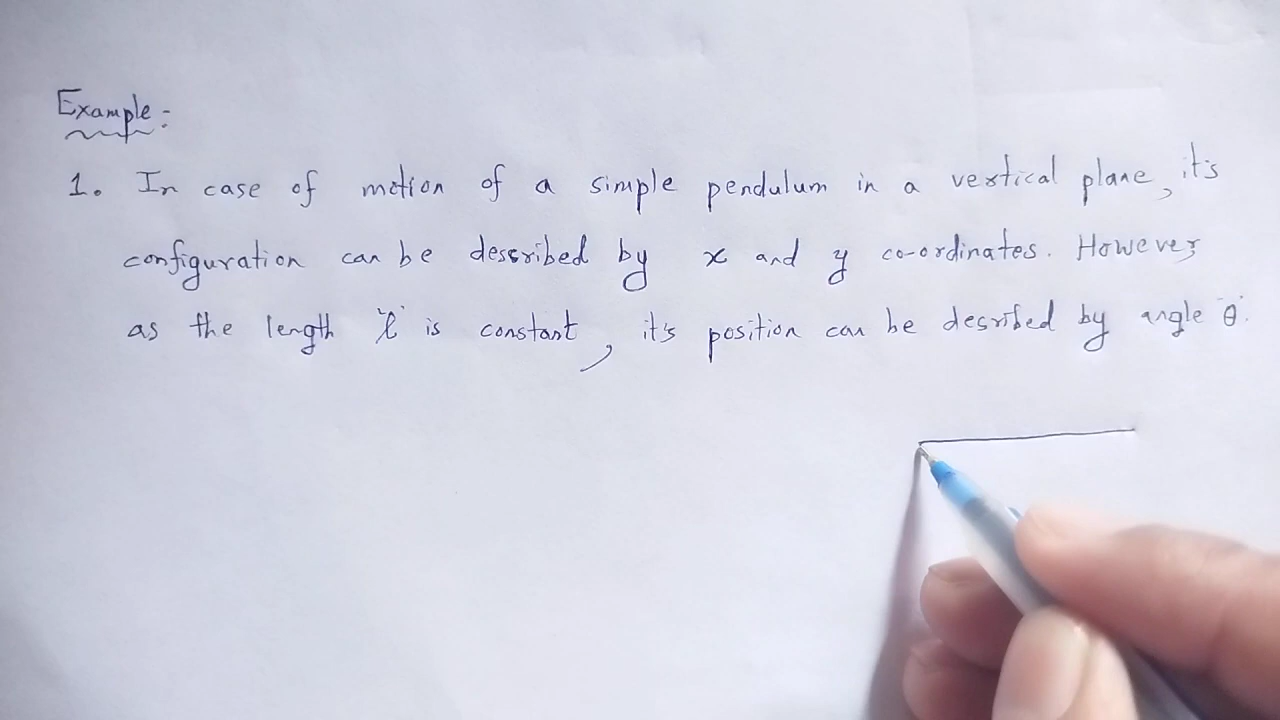 Example:
1. In case of motion of a simple pendulum in a vertical plane, it's
configuration can be described by x and y co-ordinates. However
as the length "l" is constant, it's position can be desribed by angle "θ".